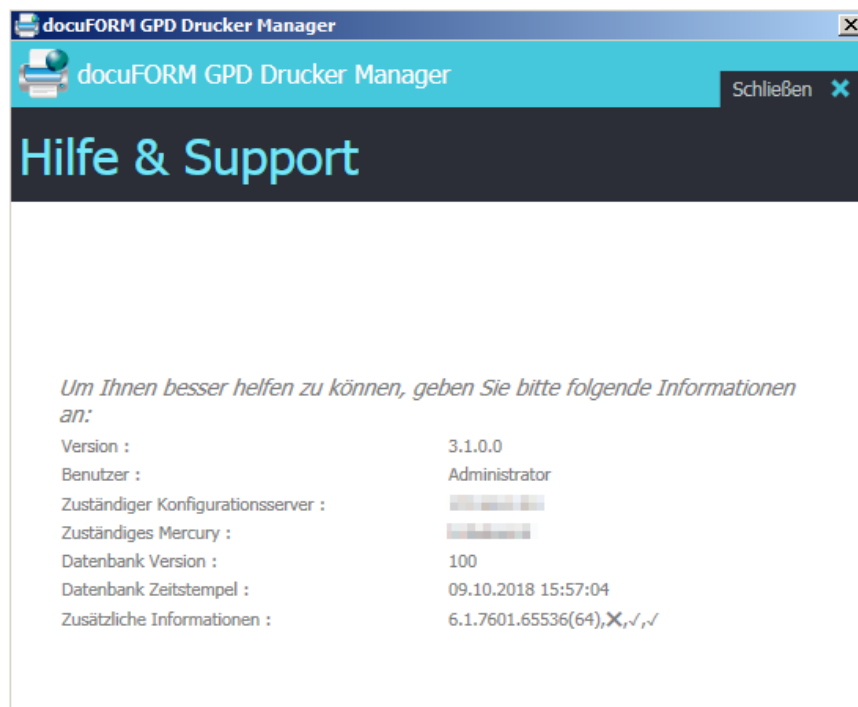 docuFORM GPD Drucker Manager
docuFORM GPD Drucker Manager
Schließen
Hilfe & Support
Um Ihnen besser helfen zu können, geben Sie bitte folgende Informationen
an:
Version : 3.1.0.0
Benutzer : Administrator
Zuständiger Konfigurationsserver :
Zuständiges Mercury :
Datenbank Version : 100
Datenbank Zeitstempel : 09.10.2018 15:57:04
Zusätzliche Informationen : 6.1.7601.65536(64),✕,✓,✓